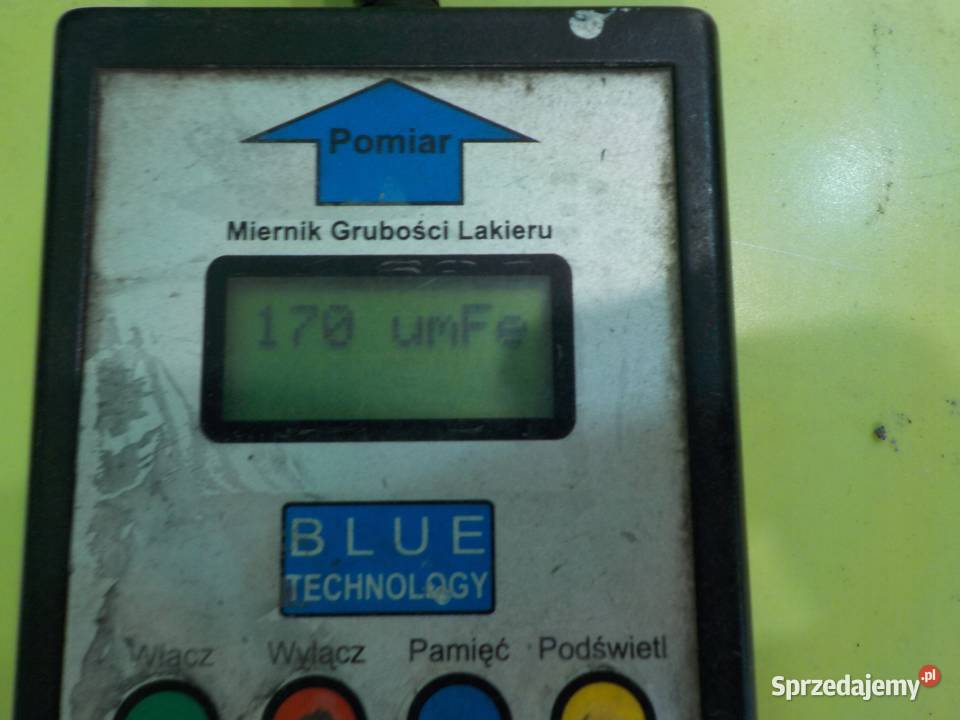 Pomiar
Miernik Grubości Lakieru
170 umFe
BLUE
TECHNOLOGY
Włącz Wyłącz Pamięć Podświetl
Sprzedajemy.pl